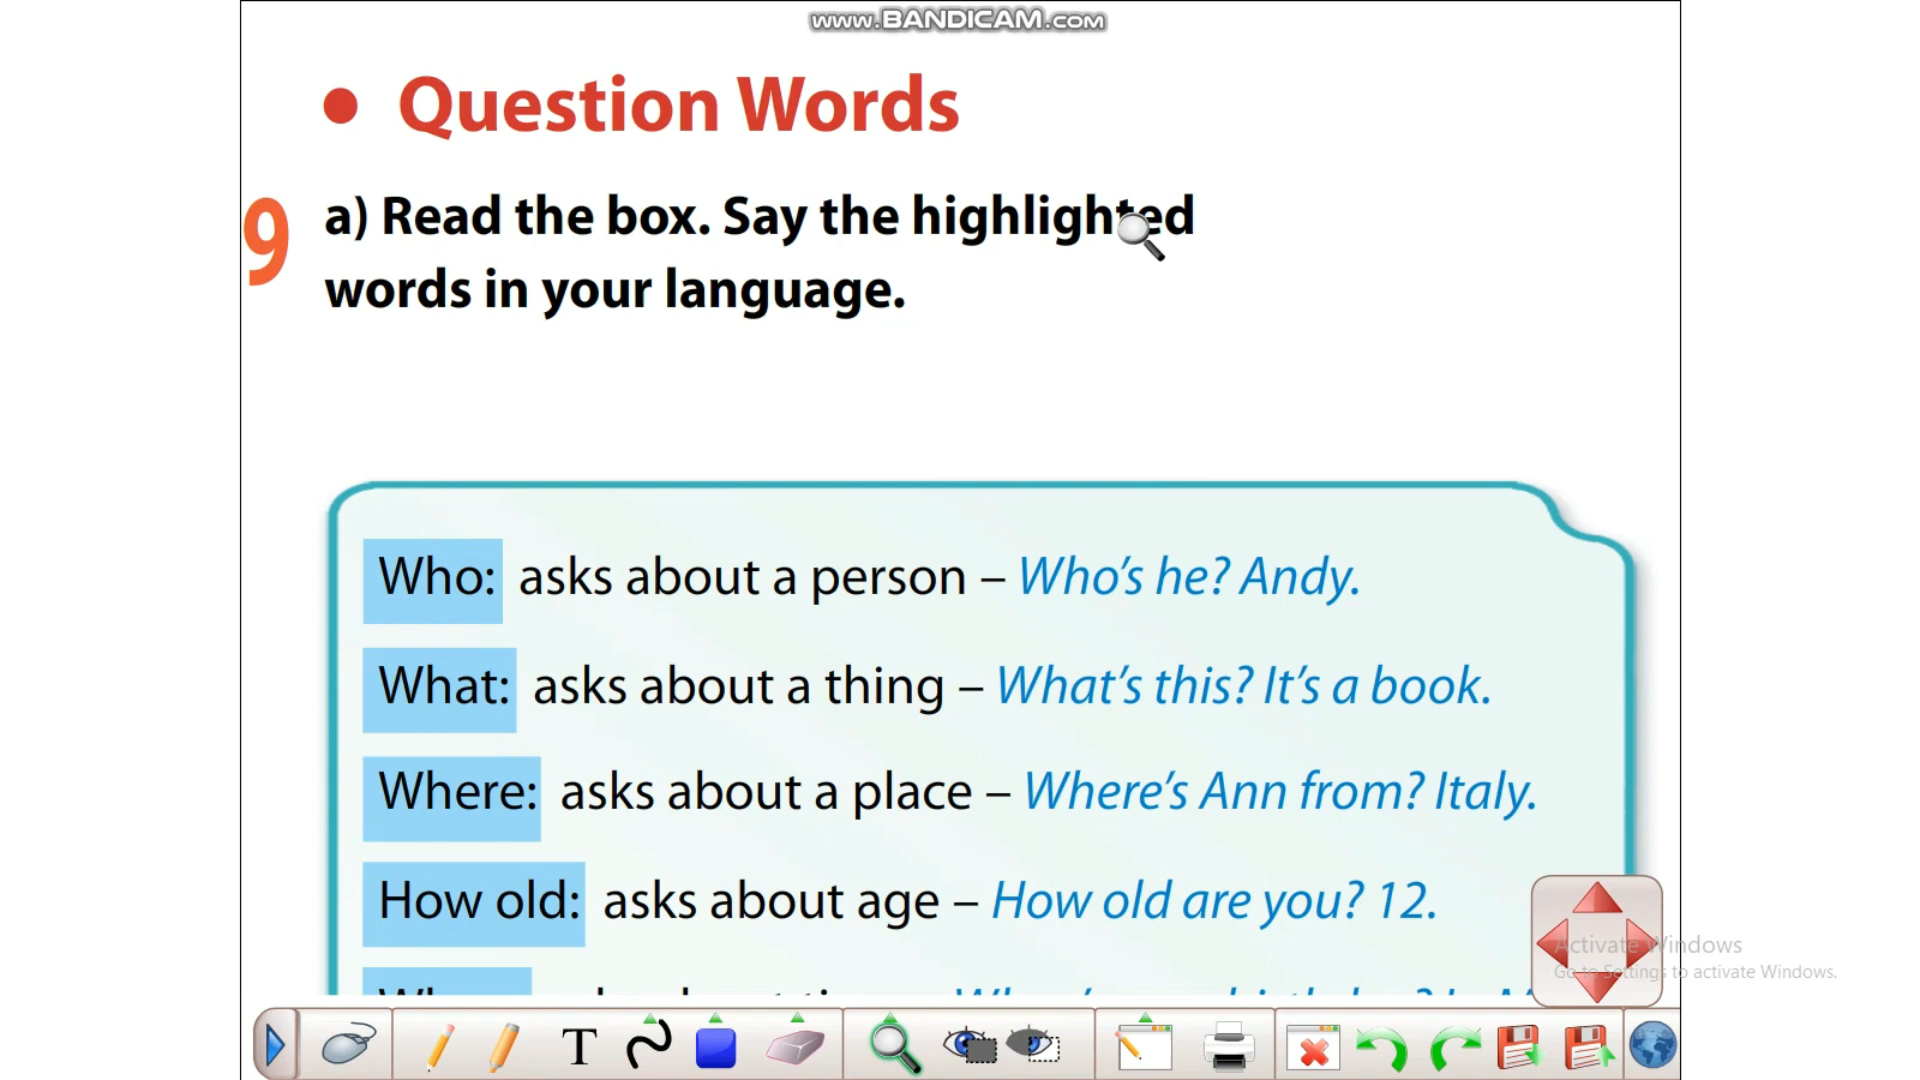 www.BANDICAM.com
• Question Words
9
a) Read the box. Say the highlighted
words in your language.
Who: asks about a person – Who's he? Andy.
What: asks about a thing – What's this? It's a book.
Where: asks about a place – Where's Ann from? Italy.
How old: asks about age – How old are you? 12.
Activate Windows
Go to Settings to activate Windows.
T